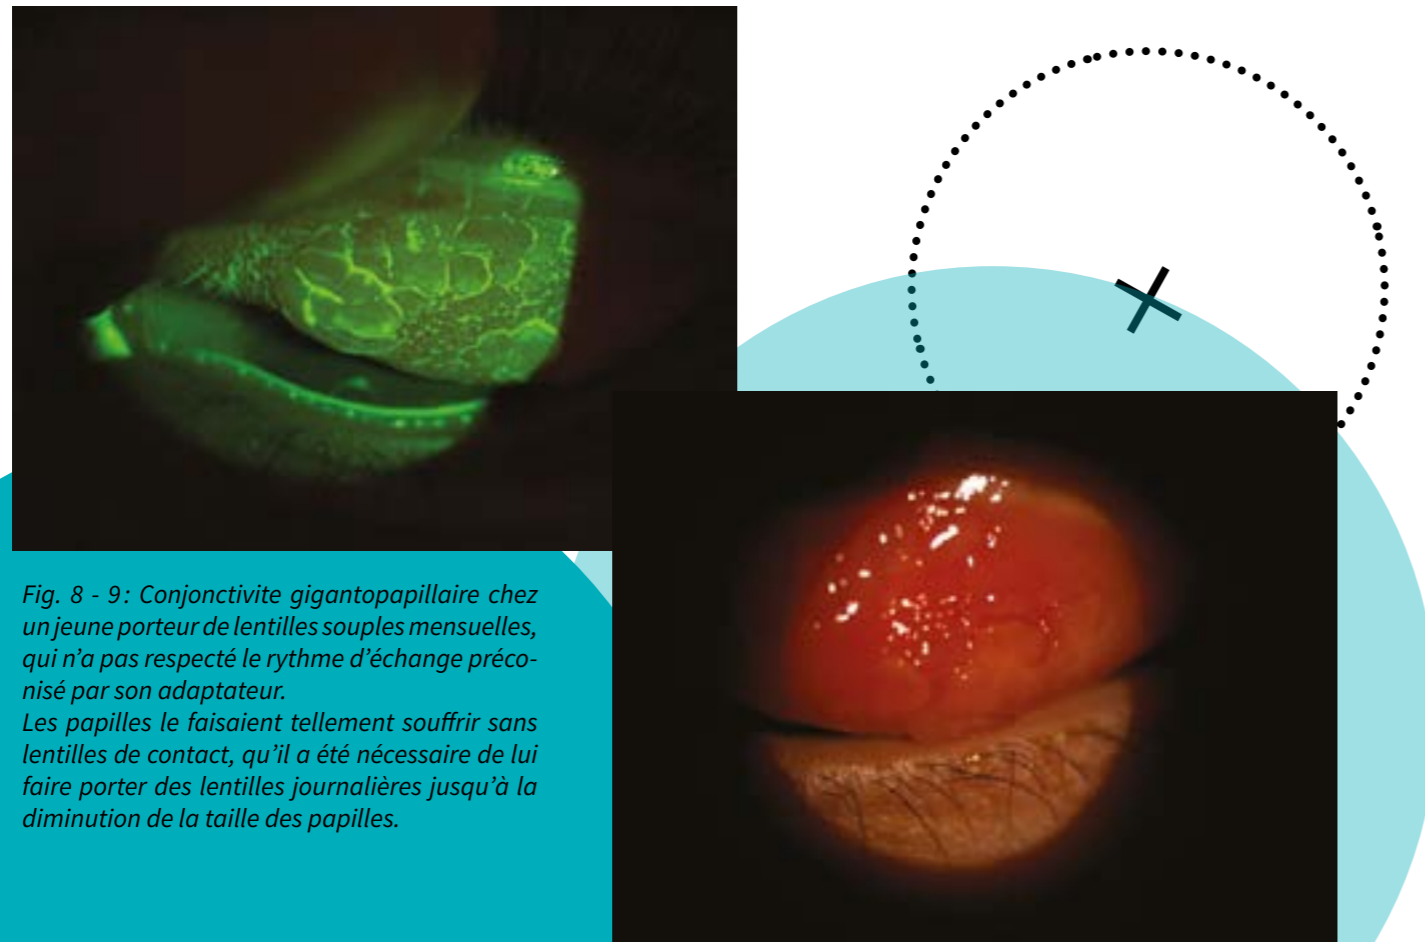 Fig. 8 - 9: Conjonctivite gigantopapillaire chez
un jeune porteur de lentilles souples mensuelles,
qui n’a pas respecté le rythme d’échange préco-
nisé par son adaptateur.
Les papilles le faisaient tellement souffrir sans
lentilles de contact, qu’il a été nécessaire de lui
faire porter des lentilles journalières jusqu’à la
diminution de la taille des papilles.